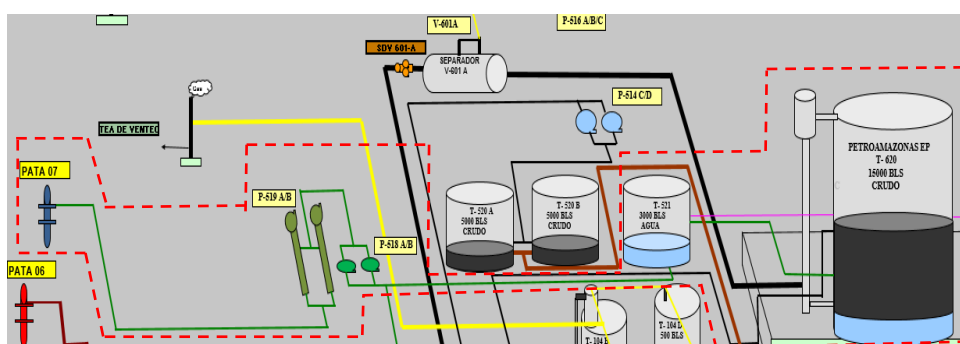 V-601A
P-516 A/B/C
SDV 601-A
SEPARADOR
V-601 A
Gas
P-514 C/D
TEA DE VENTEO
PETROAMAZONAS EP
T- 620
16000 BLS
CRUDO
PATA 07
P-519 A/B
T- 520 A
5000 BLS
CRUDO
T- 520 B
5000 BLS
CRUDO
T- 521
3000 BLS
AGUA
P-518 A/B
PATA 06
T- 104 D
500 BLS